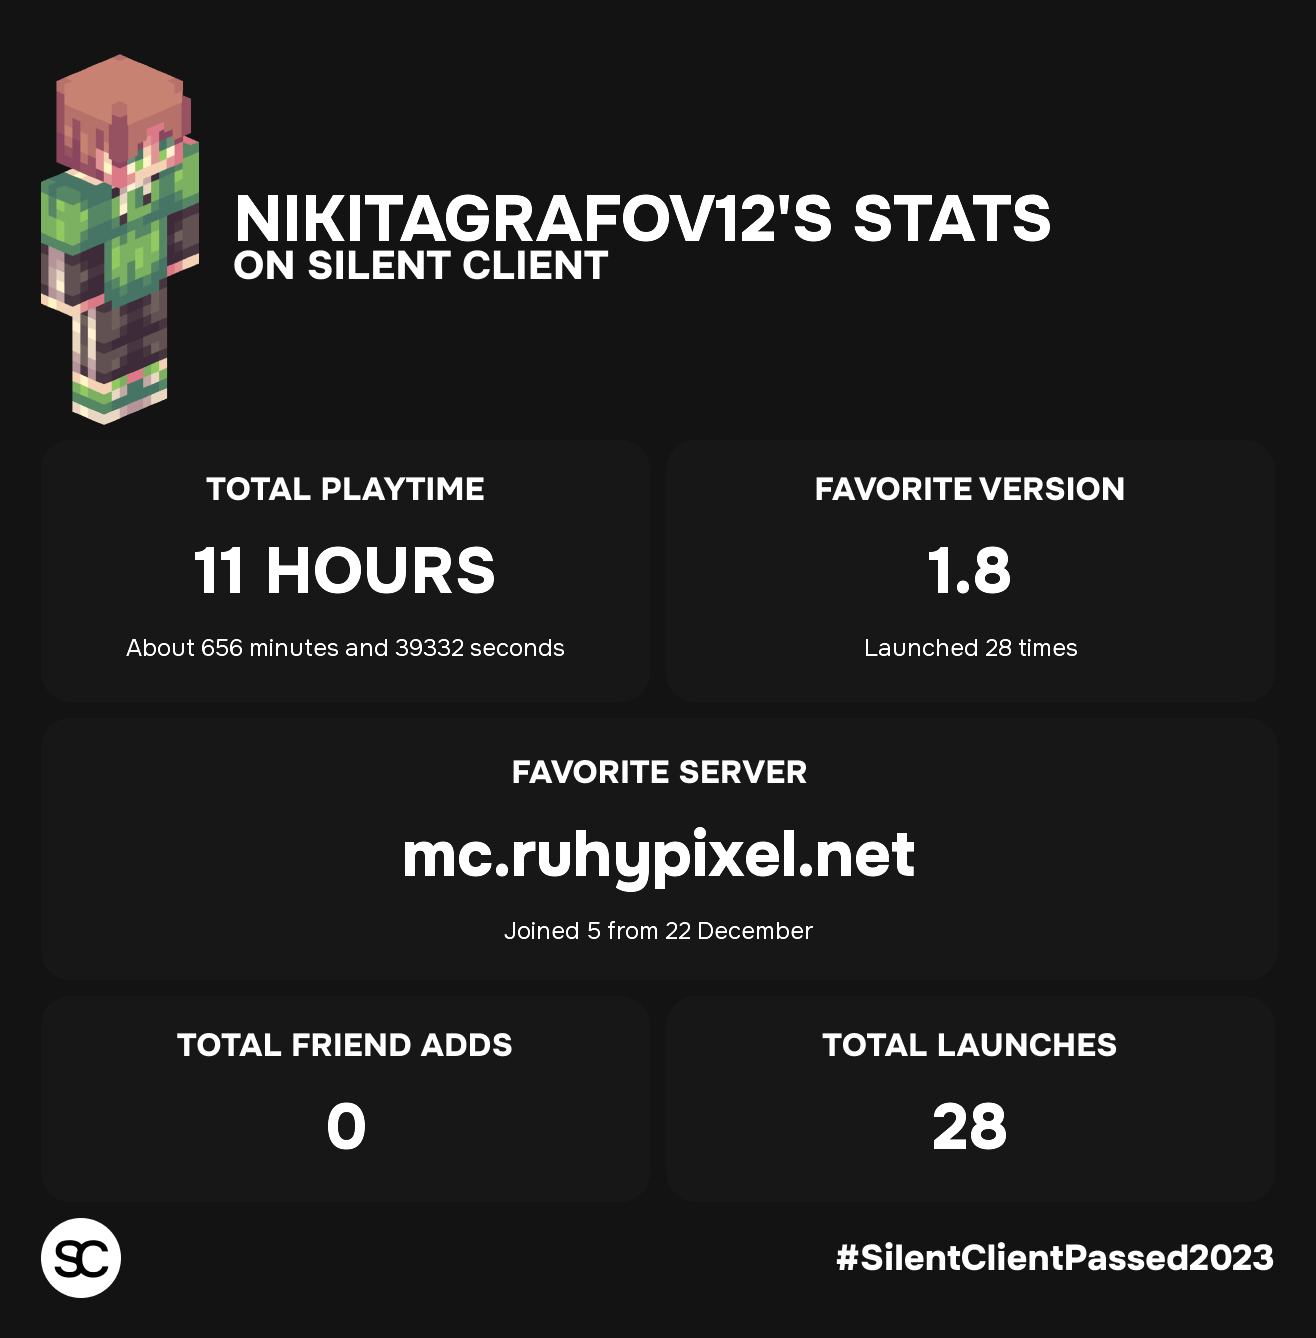 NIKITAGRAFOV12'S STATS
ON SILENT CLIENT
TOTAL PLAYTIME
11 HOURS
About 656 minutes and 39332 seconds
FAVORITE VERSION
1.8
Launched 28 times
FAVORITE SERVER
mc.ruhypixel.net
Joined 5 from 22 December
TOTAL FRIEND ADDS
0
TOTAL LAUNCHES
28
SC
#SilentClientPassed2023